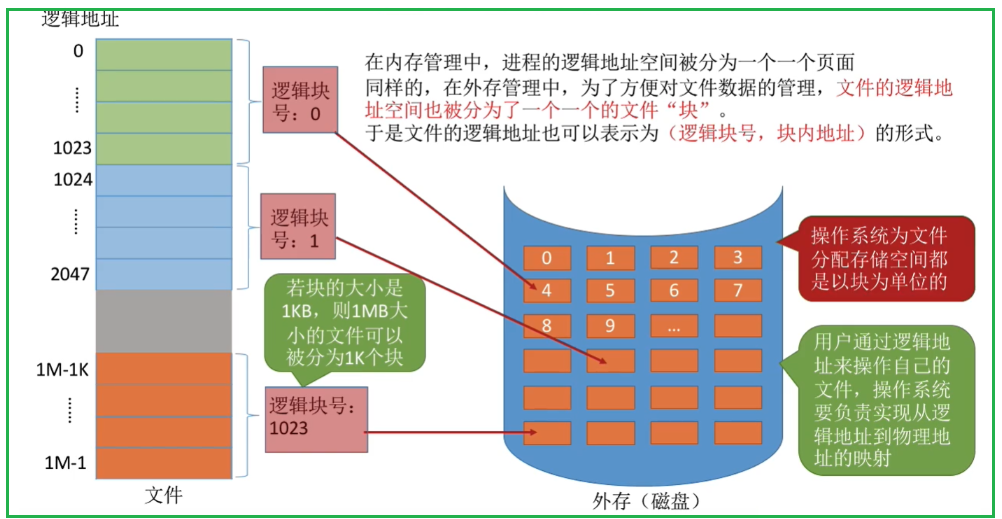 逻辑地址
0
……
1023
1024
……
2047
1M-1K
……
1M-1
文件
逻辑块
号：0
逻辑块
号：1
若块的大小是
1KB，则1MB大
小的文件可以
被分为1K个块
逻辑块号：
1023
在内存管理中，进程的逻辑地址空间被分为一个一个页面
同样的，在外存管理中，为了方便对文件数据的管理，文件的逻辑地
址空间也被分为了一个一个的文件“块”。
于是文件的逻辑地址也可以表示为（逻辑块号，块内地址）的形式。
0 1 2 3
4 5 6 7
8 9 ...
外存（磁盘）
操作系统为文件
分配存储空间都
是以块为单位的
用户通过逻辑地
址来操作自己的
文件，操作系统
要负责实现从逻
辑地址到物理地
址的映射